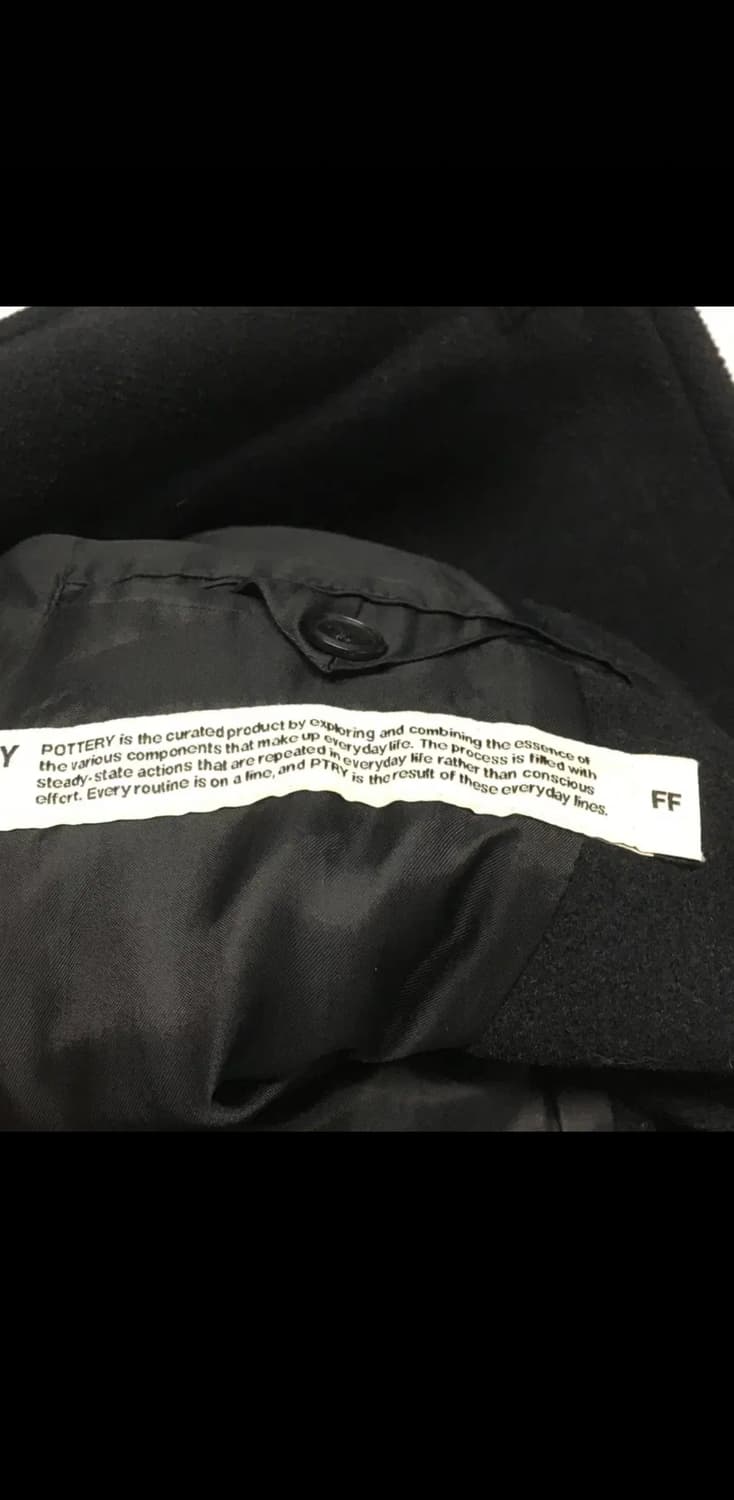 Y
POTTERY is the curated product by exploring and combining the essence of
the various components that make up everyday life. The process is filled with
Steady-state actions that are repeated in everyday life rather than conscious
effort. Every routine is on a line, and PTRY is the result of these everyday lines.
FF